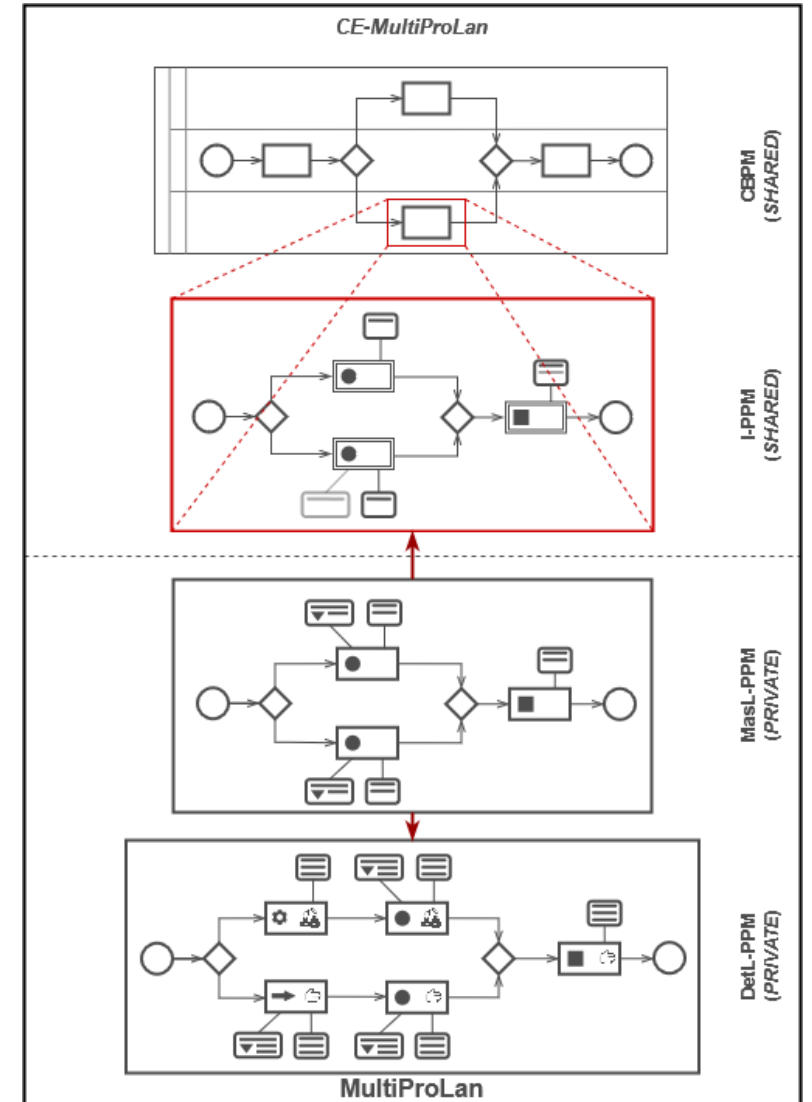 CE-MultiProLan
CBPM
(SHARED)
I-PPM
(SHARED)
MasL-PPM
(PRIVATE)
DetL-PPM
(PRIVATE)
MultiProLan